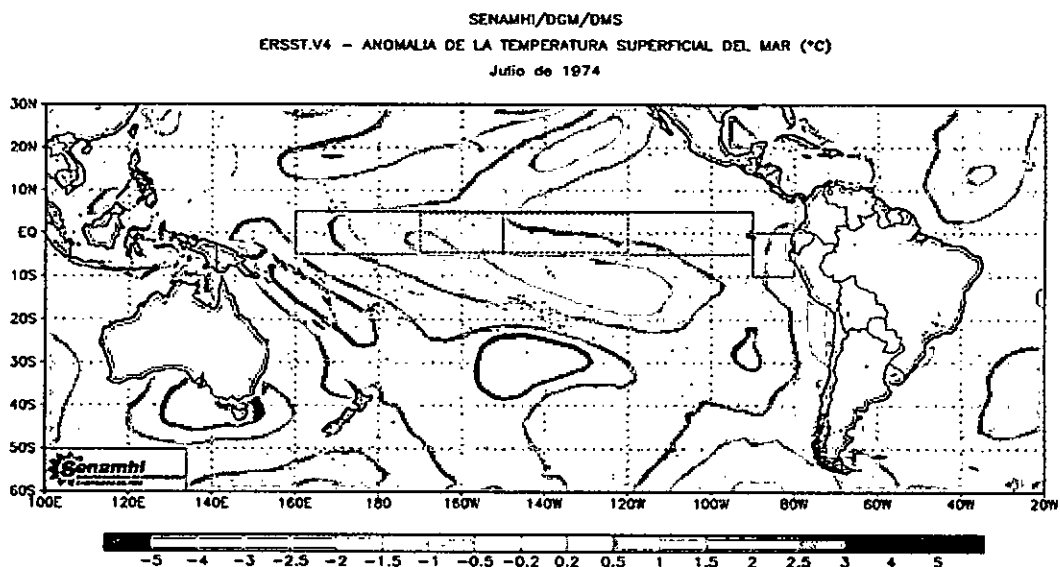 SENAMHI/DGM/DMS
ERSST.V4 - ANOMALIA DE LA TEMPERATURA SUPERFICIAL DEL MAR (°C)
Julio de 1974
30N
20N
10N
EQ
10S
20S
30S
40S
50S
60S
Senamhi
100E 120E 140E 160E 180 160W 140W 120W 100W 80W 60W 40W 20W
-5 -4 -3 -2.5 -2 -1.5 -1 -0.5 -0.2 0.2 0.5 1 1.5 2 2.5 3 4 5